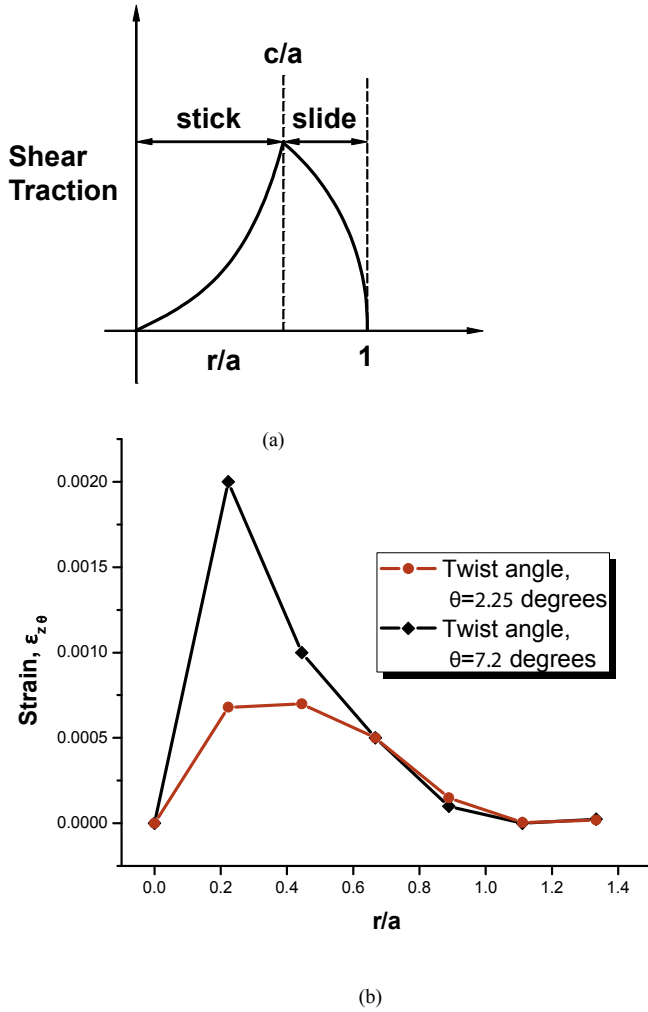 c/a
stick
slide
Shear
Traction
r/a
1
(a)
0.0020
0.0015
0.0010
0.0005
0.0000
Strain, εzθ
Twist angle,
θ=2.25 degrees
Twist angle,
θ=7.2 degrees
0.0
0.2
0.4
0.6
0.8
1.0
1.2
1.4
r/a
(b)